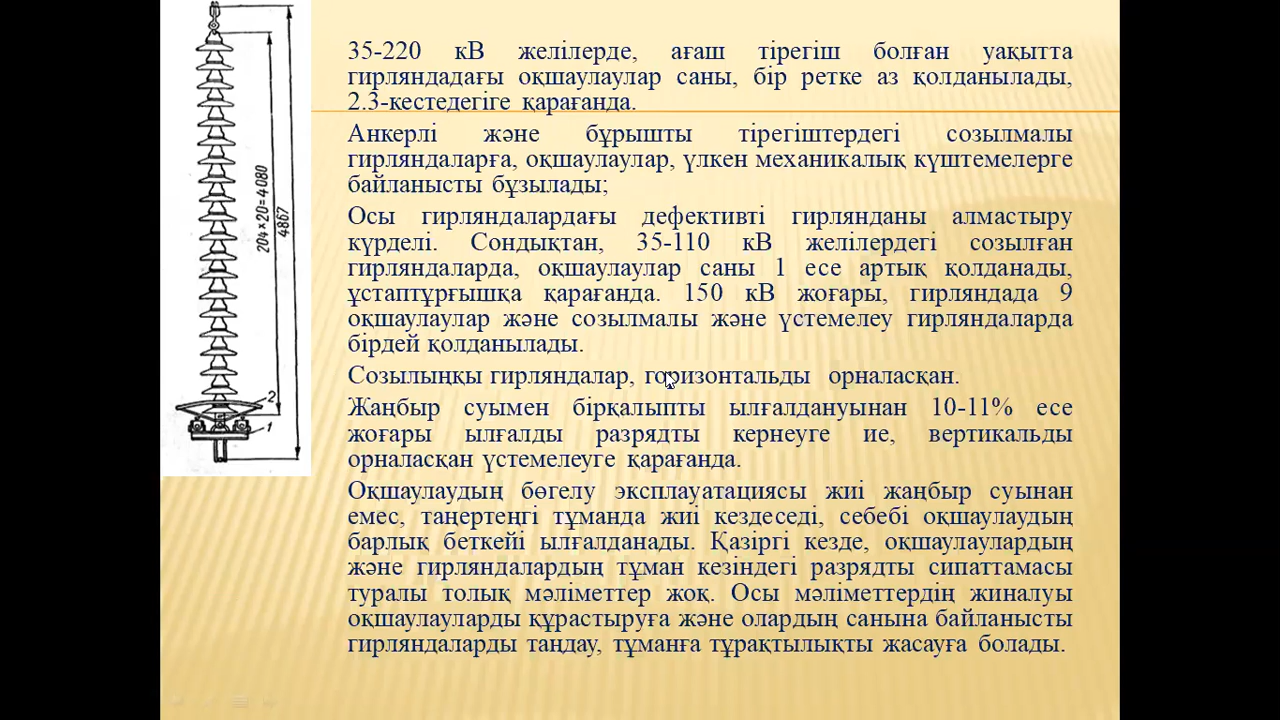 35-220 кВ желілерде, ағаш тірегіш болған уақытта
гирляндадағы оқшаулаулар саны, бір ретке аз қолданылады,
2.3-кестедегіге қарағанда.
Анкерлі және бұрышты тірегіштердегі созылмалы
гирляндаларға, оқшаулаулар, үлкен механикалық күштемелерге
байланысты бұзылады;
Осы гирляндалардағы дефективті гирлянданы алмастыру
күрделі. Сондықтан, 35-110 кВ желілердегі созылған
гирляндаларда, оқшаулаулар саны 1 есе артық қолданады,
ұстаптұрғышқа қарағанда. 150 кВ жоғары, гирляндада 9
оқшаулаулар және созылмалы және үстемелеу гирляндаларда
бірдей қолданылады.
Созылыңқы гирляндалар, горизонтальды орналасқан.
Жаңбыр суымен бірқалыпты ылғалдануынан 10-11% есе
жоғары ылғалды разрядты кернеуге ие, вертикальды
орналасқан үстемелеуге қарағанда.
Оқшаулаудың бөгелу эксплуатациясы жиі жаңбыр суынан
емес, таңертеңгі тұманда жиі кездеседі, себебі оқшаулаудың
барлық беткейі ылғалданады. Қазіргі кезде, оқшаулаулардың
және гирляндалардың тұман кезіндегі разрядты сипаттамасы
туралы толық мәліметтер жоқ. Осы мәліметтердің жиналуы
оқшаулауларды құрастыруға және олардың санына байланысты
гирляндаларды таңдау, тұманға тұрақтылықты жасауға болады.
204×20=4080
4867
2
1